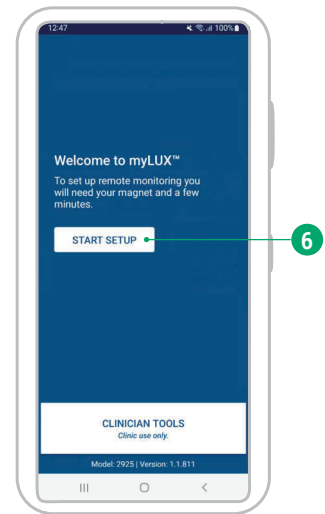 12:47
100%
Welcome to myLUX™
To set up remote monitoring you
will need your magnet and a few
minutes.
START SETUP
6
CLINICIAN TOOLS
Clinic use only.
Model: 2925 | Version: 1.1.811